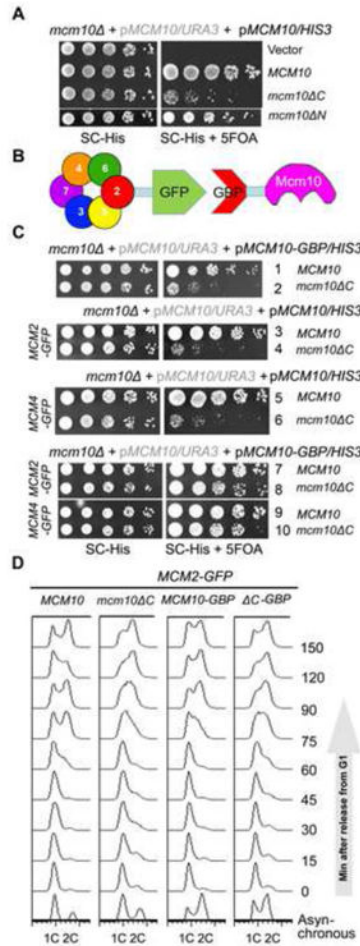 A
mcm10Δ + pMCM10/URA3 + pMCM10/HIS3
Vector
MCM10
mcm10ΔC
mcm10ΔN
SC-His SC-His + 5FOA
B
4 6
7 2
3 5
GFP GBP Mcm10
C
mcm10Δ + pMCM10/URA3 + pMCM10-GBP/HIS3
1 MCM10
2 mcm10ΔC
mcm10Δ + pMCM10/URA3 + pMCM10/HIS3
MCM2
-GFP
3 MCM10
4 mcm10ΔC
mcm10Δ + pMCM10/URA3 + pMCM10/HIS3
MCM4
-GFP
5 MCM10
6 mcm10ΔC
mcm10Δ + pMCM10/URA3 + pMCM10-GBP/HIS3
MCM2
-GFP
7 MCM10
8 mcm10ΔC
MCM4
-GFP
9 MCM10
10 mcm10ΔC
SC-His SC-His + 5FOA
D
MCM2-GFP
MCM10 mcm10ΔC MCM10-GBP ΔC-GBP
150
120
90
75
60
45
30
15
0
Min after release from G1
Asyn-
chronous
1C 2C 1C 2C 1C 2C 1C 2C